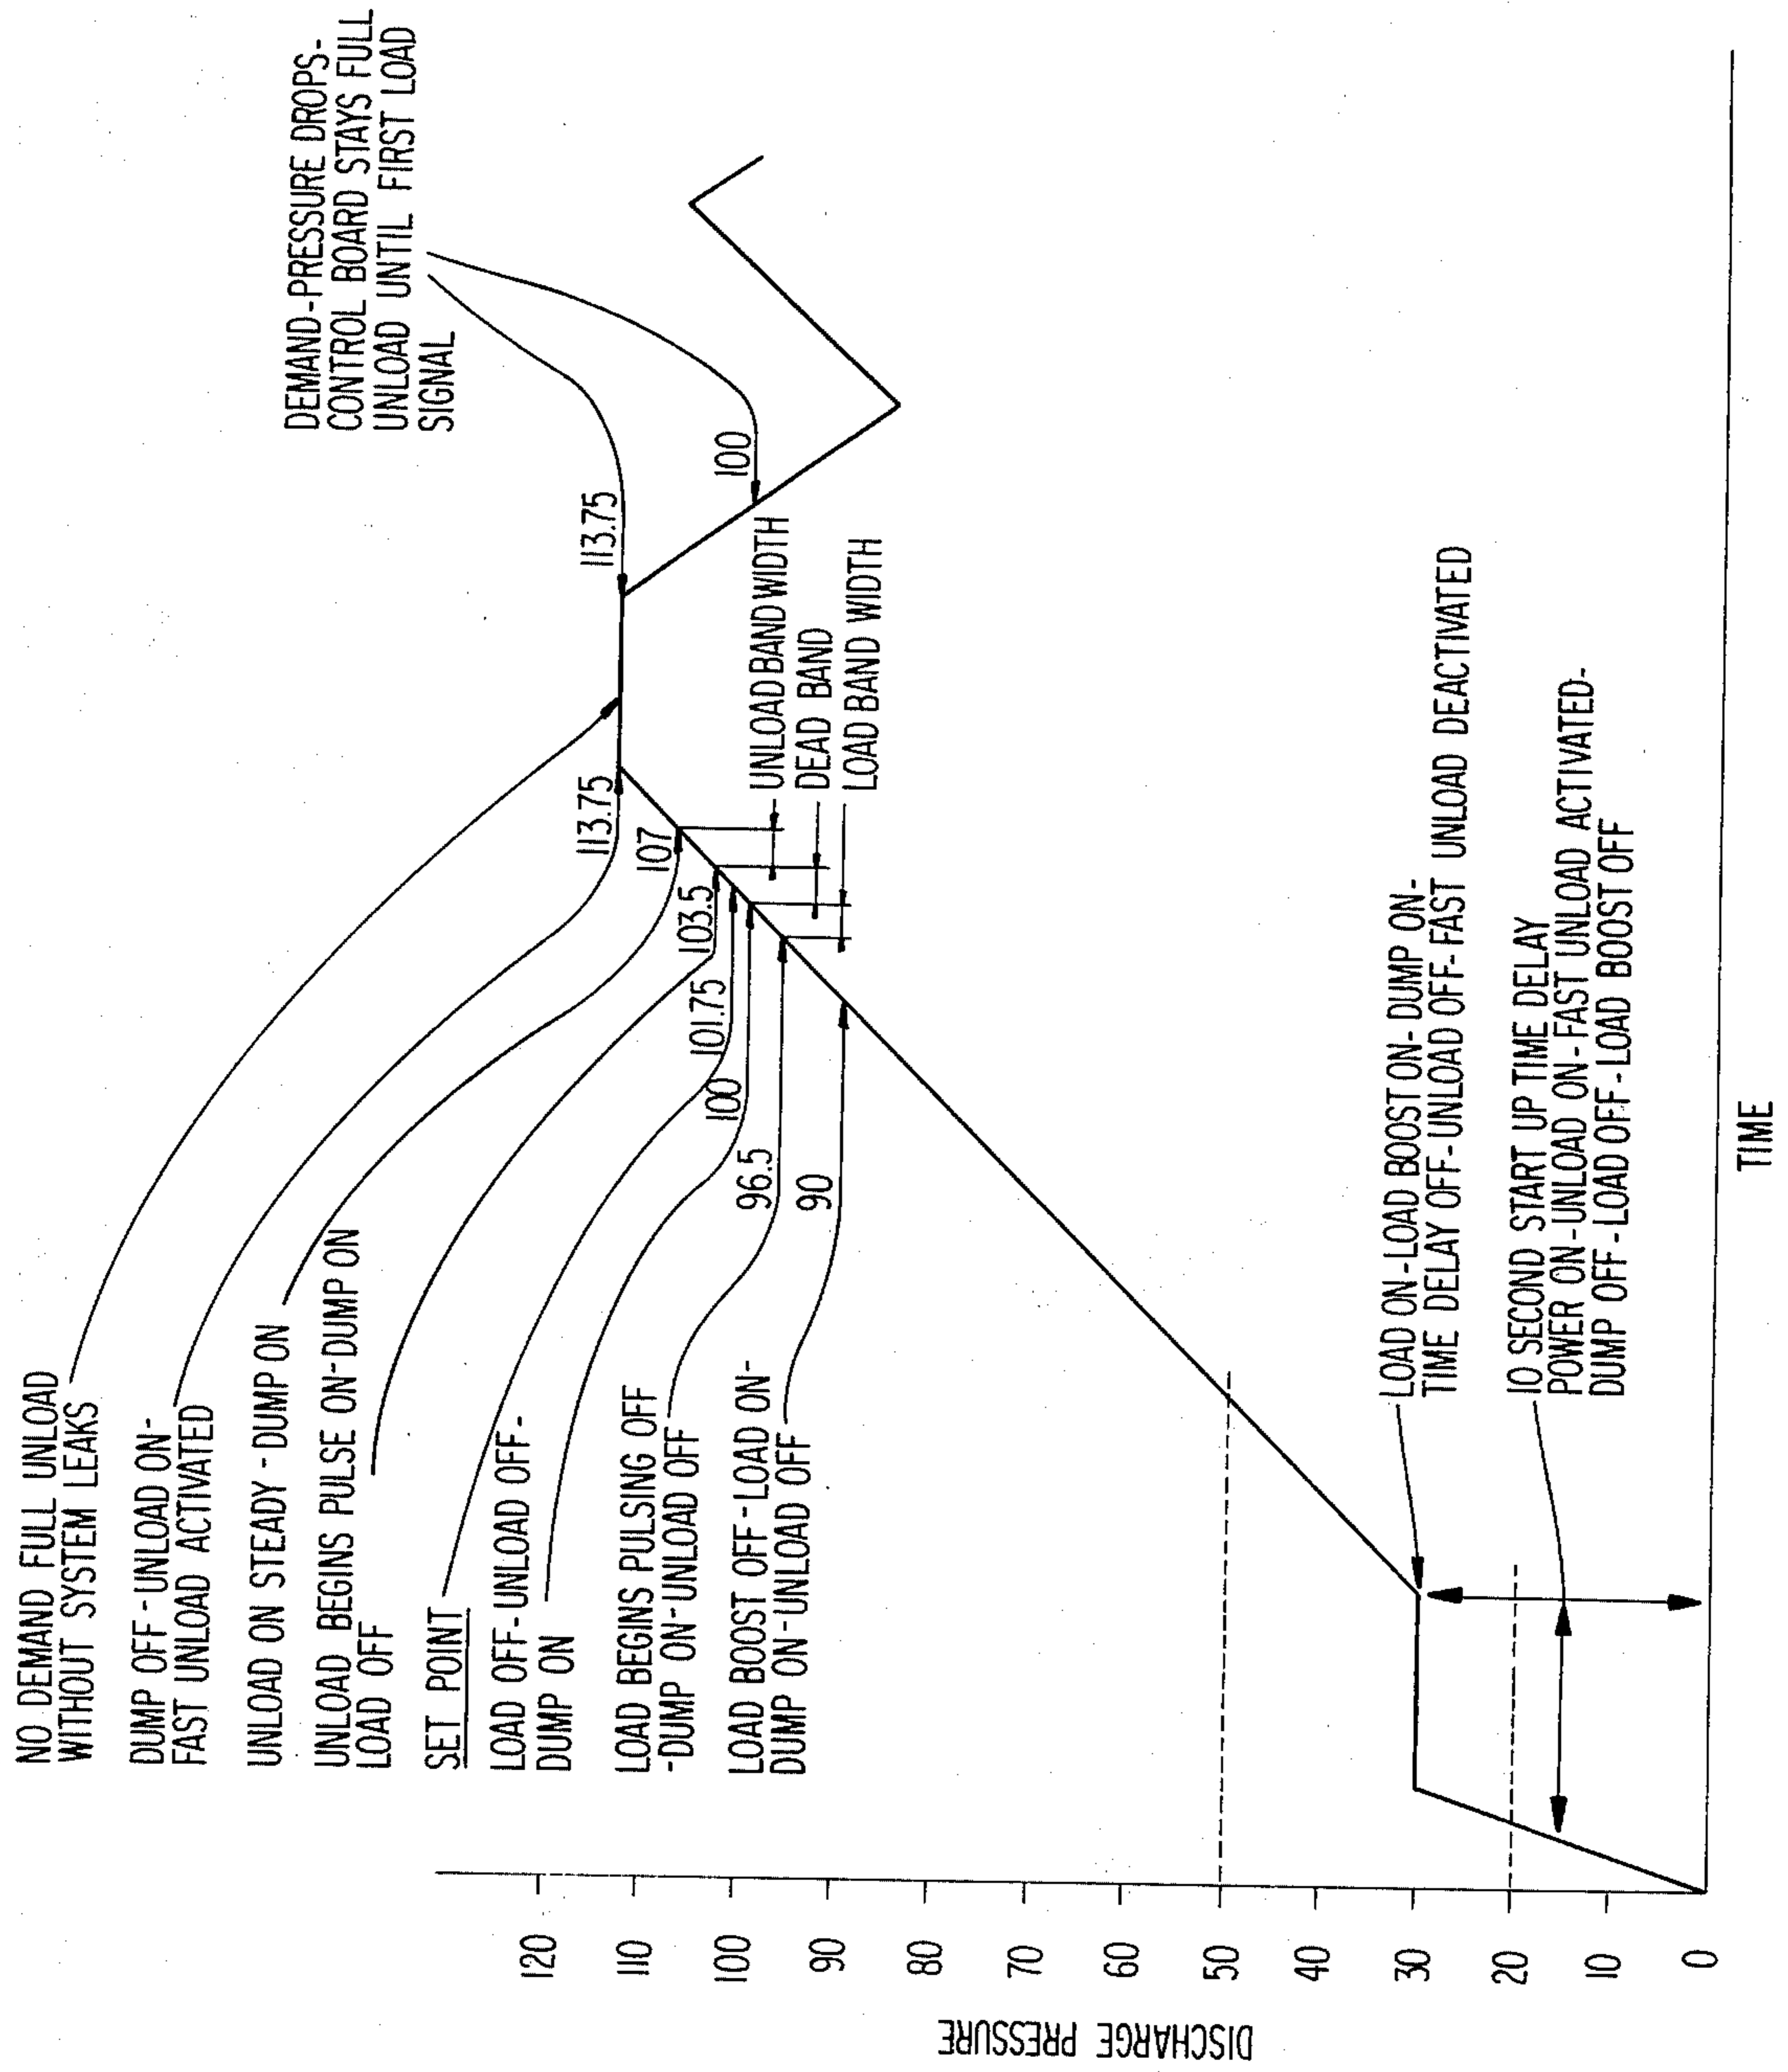 NO DEMAND FULL UNLOAD
WITHOUT SYSTEM LEAKS
DUMP OFF-UNLOAD ON-
FAST UNLOAD ACTIVATED
UNLOAD ON STEADY-DUMP ON
UNLOAD BEGINS PULSE ON-DUMP ON
LOAD OFF
SET POINT
LOAD OFF-UNLOAD OFF-
DUMP ON
LOAD BEGINS PULSING OFF
-DUMP ON-UNLOAD OFF
LOAD BOOST OFF-LOAD ON-
DUMP ON-UNLOAD OFF
DEMAND-PRESSURE DROPS-
CONTROL BOARD STAYS FULL
UNLOAD UNTIL FIRST LOAD
SIGNAL
113.75
113.75
107
103.5
101.75
100
96.5
90
100
UNLOAD BAND WIDTH
DEAD BAND
LOAD BAND WIDTH
LOAD ON-LOAD BOOST ON-DUMP ON-
TIME DELAY OFF-UNLOAD OFF-FAST UNLOAD DEACTIVATED
10 SECOND START UP TIME DELAY
POWER ON-UNLOAD ON-FAST UNLOAD ACTIVATED-
DUMP OFF-LOAD OFF-LOAD BOOST OFF
120
110
100
90
80
70
60
50
40
30
20
10
0
DISCHARGE PRESSURE
TIME